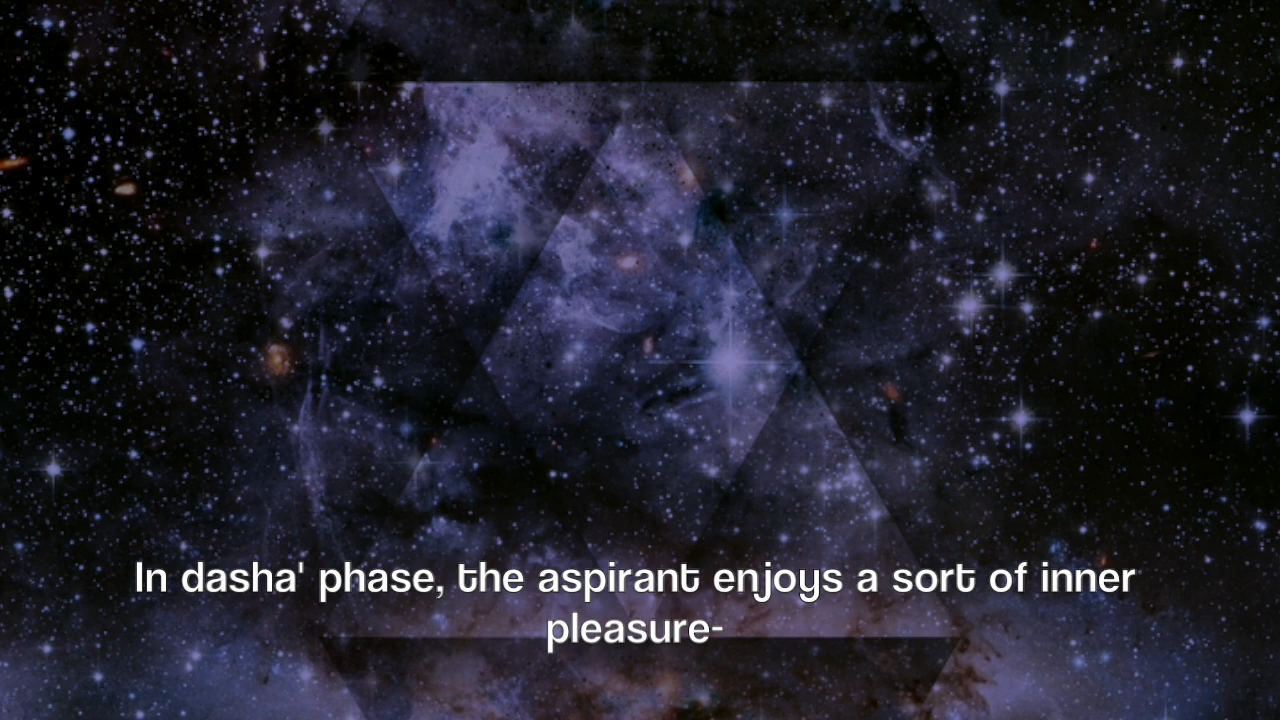 In dasha' phase, the aspirant enjoys a sort of inner
pleasure-